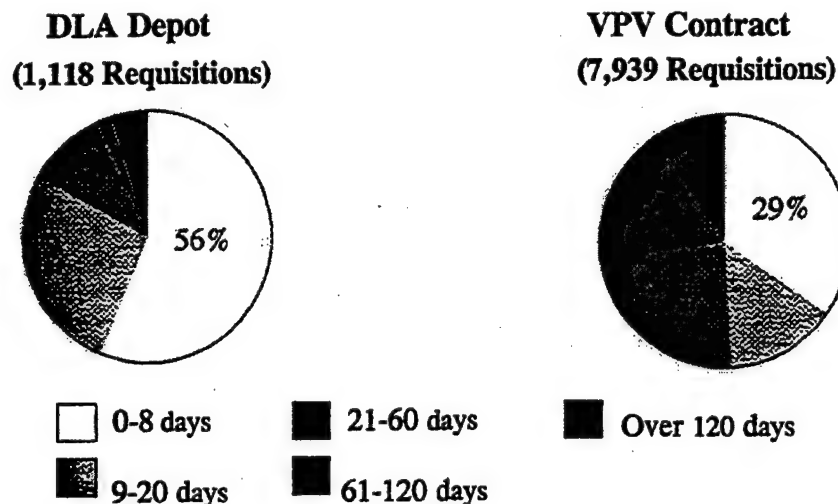 DLA Depot
(1,118 Requisitions)
VPV Contract
(7,939 Requisitions)
56%
29%
0-8 days
21-60 days
Over 120 days
9-20 days
61-120 days